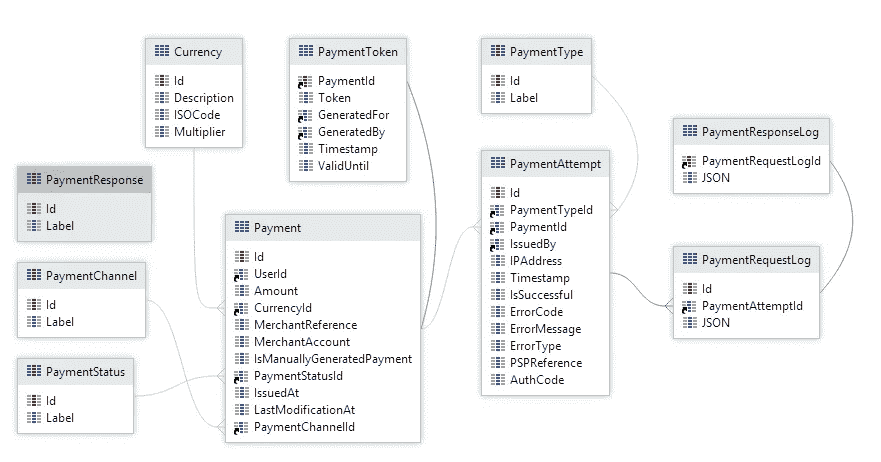 Currency
Id
Description
ISOCode
Multiplier
PaymentToken
PaymentId
Token
GeneratedFor
GeneratedBy
Timestamp
ValidUntil
PaymentType
Id
Label
PaymentResponseLog
PaymentRequestLogId
JSON
PaymentResponse
Id
Label
PaymentAttempt
Id
PaymentTypeId
PaymentId
IssuedBy
IPAddress
Timestamp
IsSuccessful
ErrorCode
ErrorMessage
ErrorType
PSPReference
AuthCode
Payment
Id
UserId
Amount
CurrencyId
MerchantReference
MerchantAccount
IsManuallyGeneratedPayment
PaymentStatusId
IssuedAt
LastModificationAt
PaymentChannelId
PaymentRequestLog
Id
PaymentAttemptId
JSON
PaymentChannel
Id
Label
PaymentStatus
Id
Label